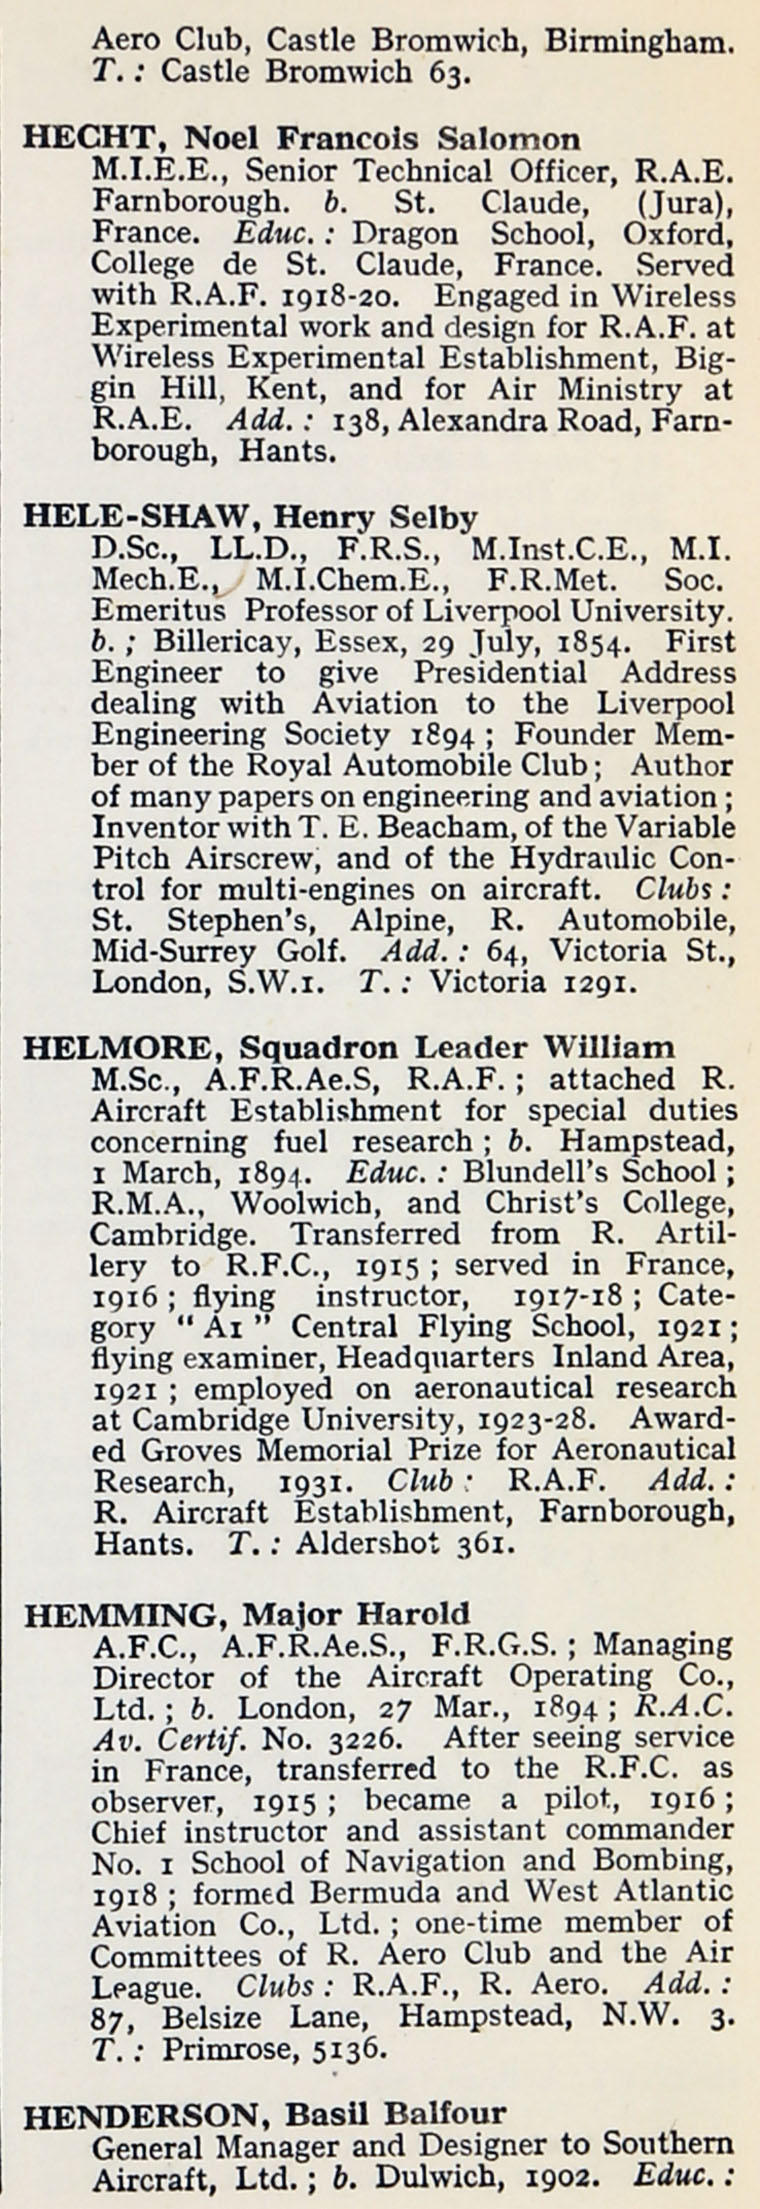 Aero Club, Castle Bromwich, Birmingham.
T. : Castle Bromwich 63.
HECHT, Noel Francois Salomon
M.I.E.E., Senior Technical Officer, R.A.E.
Farnborough. b. St. Claude, (Jura),
France. Educ. : Dragon School, Oxford,
College de St. Claude, France. Served
with R.A.F. 1918-20. Engaged in Wireless
Experimental work and design for R.A.F. at
Wireless Experimental Establishment, Big-
gin Hill, Kent, and for Air Ministry at
R.A.E. Add. : 138, Alexandra Road, Farn-
borough, Hants.
HELE-SHAW, Henry Selby
D.Sc., LL.D., F.R.S., M.Inst.C.E., M.I.
Mech.E., M.I.Chem.E., F.R.Met. Soc.
Emeritus Professor of Liverpool University.
b. ; Billericay, Essex, 29 July, 1854. First
Engineer to give Presidential Address
dealing with Aviation to the Liverpool
Engineering Society 1894 ; Founder Mem-
ber of the Royal Automobile Club ; Author
of many papers on engineering and aviation ;
Inventor with T. E. Beacham, of the Variable
Pitch Airscrew, and of the Hydraulic Con-
trol for multi-engines on aircraft. Clubs :
St. Stephen's, Alpine, R. Automobile,
Mid-Surrey Golf. Add. : 64, Victoria St.,
London, S.W.1. T. : Victoria 1291.
HELMORE, Squadron Leader William
M.Sc., A.F.R.Ae.S, R.A.F. ; attached R.
Aircraft Establishment for special duties
concerning fuel research ; b. Hampstead,
1 March, 1894. Educ. : Blundell's School ;
R.M.A., Woolwich, and Christ's College,
Cambridge. Transferred from R. Artil-
lery to R.F.C., 1915 ; served in France,
1916 ; flying instructor, 1917-18 ; Cate-
gory " A1 " Central Flying School, 1921 ;
flying examiner, Headquarters Inland Area,
1921 ; employed on aeronautical research
at Cambridge University, 1923-28. Award-
ed Groves Memorial Prize for Aeronautical
Research, 1931. Club : R.A.F. Add. :
R. Aircraft Establishment, Farnborough,
Hants. T. : Aldershot 361.
HEMMING, Major Harold
A.F.C., A.F.R.Ae.S., F.R.G.S. ; Managing
Director of the Aircraft Operating Co.,
Ltd. ; b. London, 27 Mar., 1894 ; R.A.C.
Av. Certif. No. 3226. After seeing service
in France, transferred to the R.F.C. as
observer, 1915 ; became a pilot, 1916 ;
Chief instructor and assistant commander
No. 1 School of Navigation and Bombing,
1918 ; formed Bermuda and West Atlantic
Aviation Co., Ltd. ; one-time member of
Committees of R. Aero Club and the Air
League. Clubs : R.A.F., R. Aero. Add. :
87, Belsize Lane, Hampstead, N.W. 3.
T. : Primrose, 5136.
HENDERSON, Basil Balfour
General Manager and Designer to Southern
Aircraft, Ltd. ; b. Dulwich, 1902. Educ. :